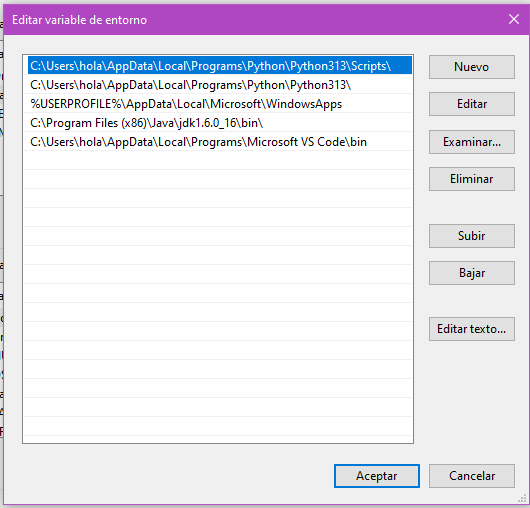 Editar variable de entorno
C:\Users\hola\AppData\Local\Programs\Python\Python313\Scripts\
C:\Users\hola\AppData\Local\Programs\Python\Python313\
%USERPROFILE%\AppData\Local\Microsoft\WindowsApps
C:\Program Files (x86)\Java\jdk1.6.0_16\bin\
C:\Users\hola\AppData\Local\Programs\Microsoft VS Code\bin
Nuevo
Editar
Examinar...
Eliminar
Subir
Bajar
Editar texto...
Aceptar
Cancelar